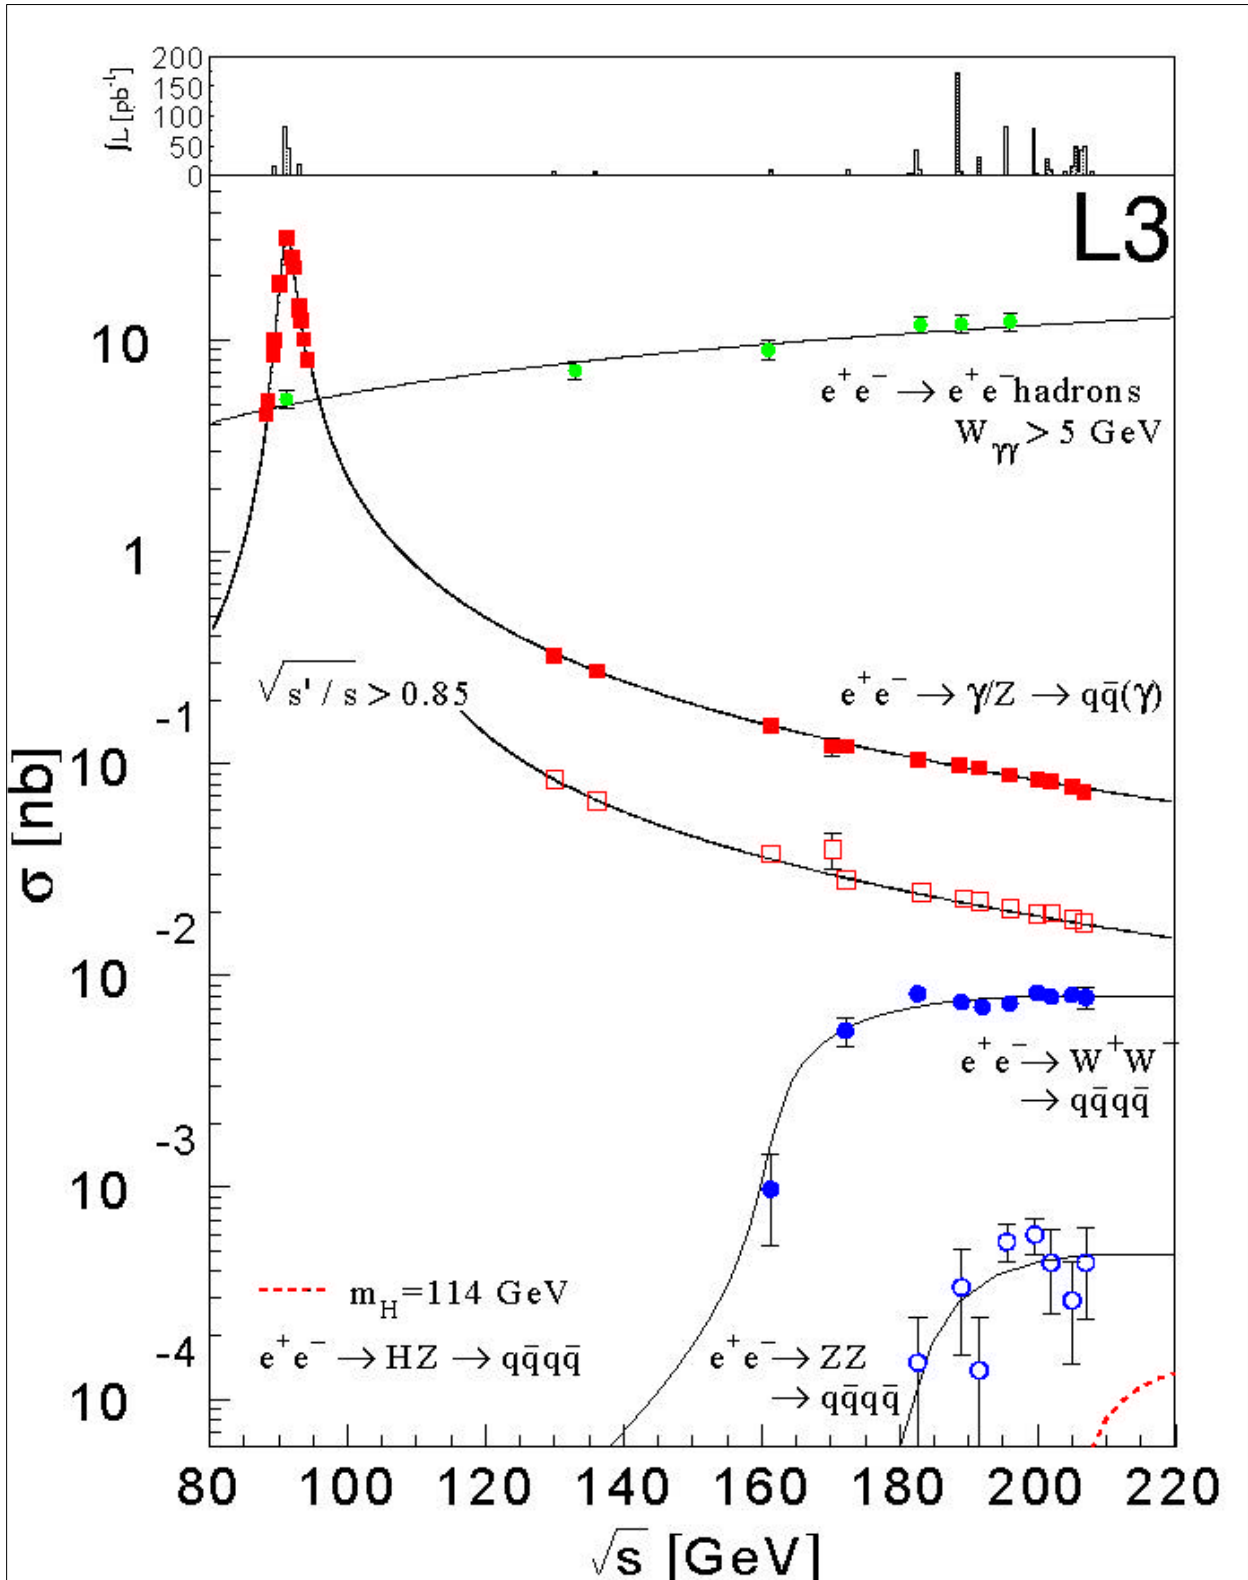 200
150
100
50
0
∫L [pb⁻¹]
L3
10
e⁺e⁻ → e⁺e⁻hadrons
W_γγ > 5 GeV
1
√s'/s > 0.85
e⁺e⁻ → γ/Z → qq̄(γ)
10⁻¹
σ [nb]
10⁻²
e⁺e⁻ → W⁺W⁻
→ qq̄qq̄
10⁻³
m_H=114 GeV
e⁺e⁻ → HZ → qq̄qq̄
e⁺e⁻ → ZZ
→ qq̄qq̄
10⁻⁴
80 100 120 140 160 180 200 220
√s [GeV]